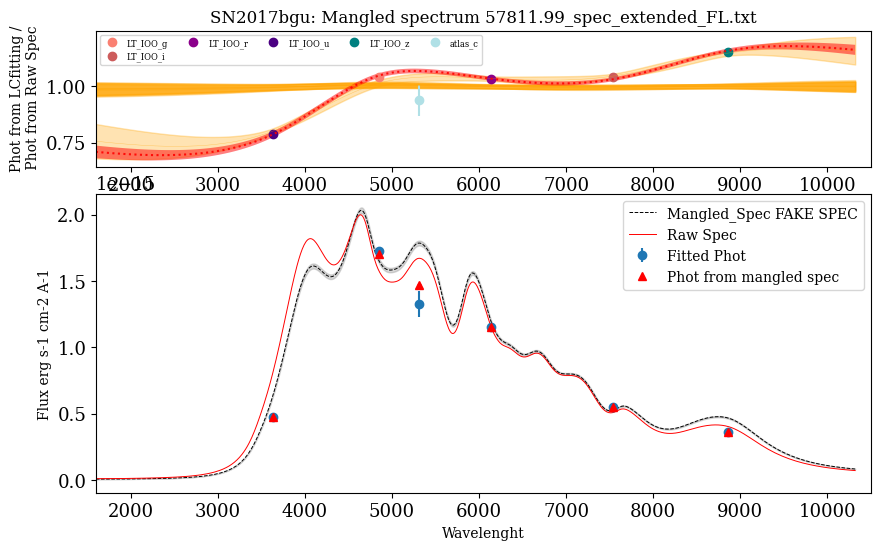 SN2017bgu: Mangled spectrum 57811.99_spec_extended_FL.txt
Phot from LCfitting /
Phot from Raw Spec
LT_IOO_g LT_IOO_r LT_IOO_u LT_IOO_z atlas_c
LT_IOO_i
1.00
0.75
2000 3000 4000 5000 6000 7000 8000 9000 10000
1e−15
Mangled_Spec FAKE SPEC
Raw Spec
Fitted Phot
Phot from mangled spec
Flux erg s-1 cm-2 A-1
2.0
1.5
1.0
0.5
0.0
2000 3000 4000 5000 6000 7000 8000 9000 10000
Wavelenght